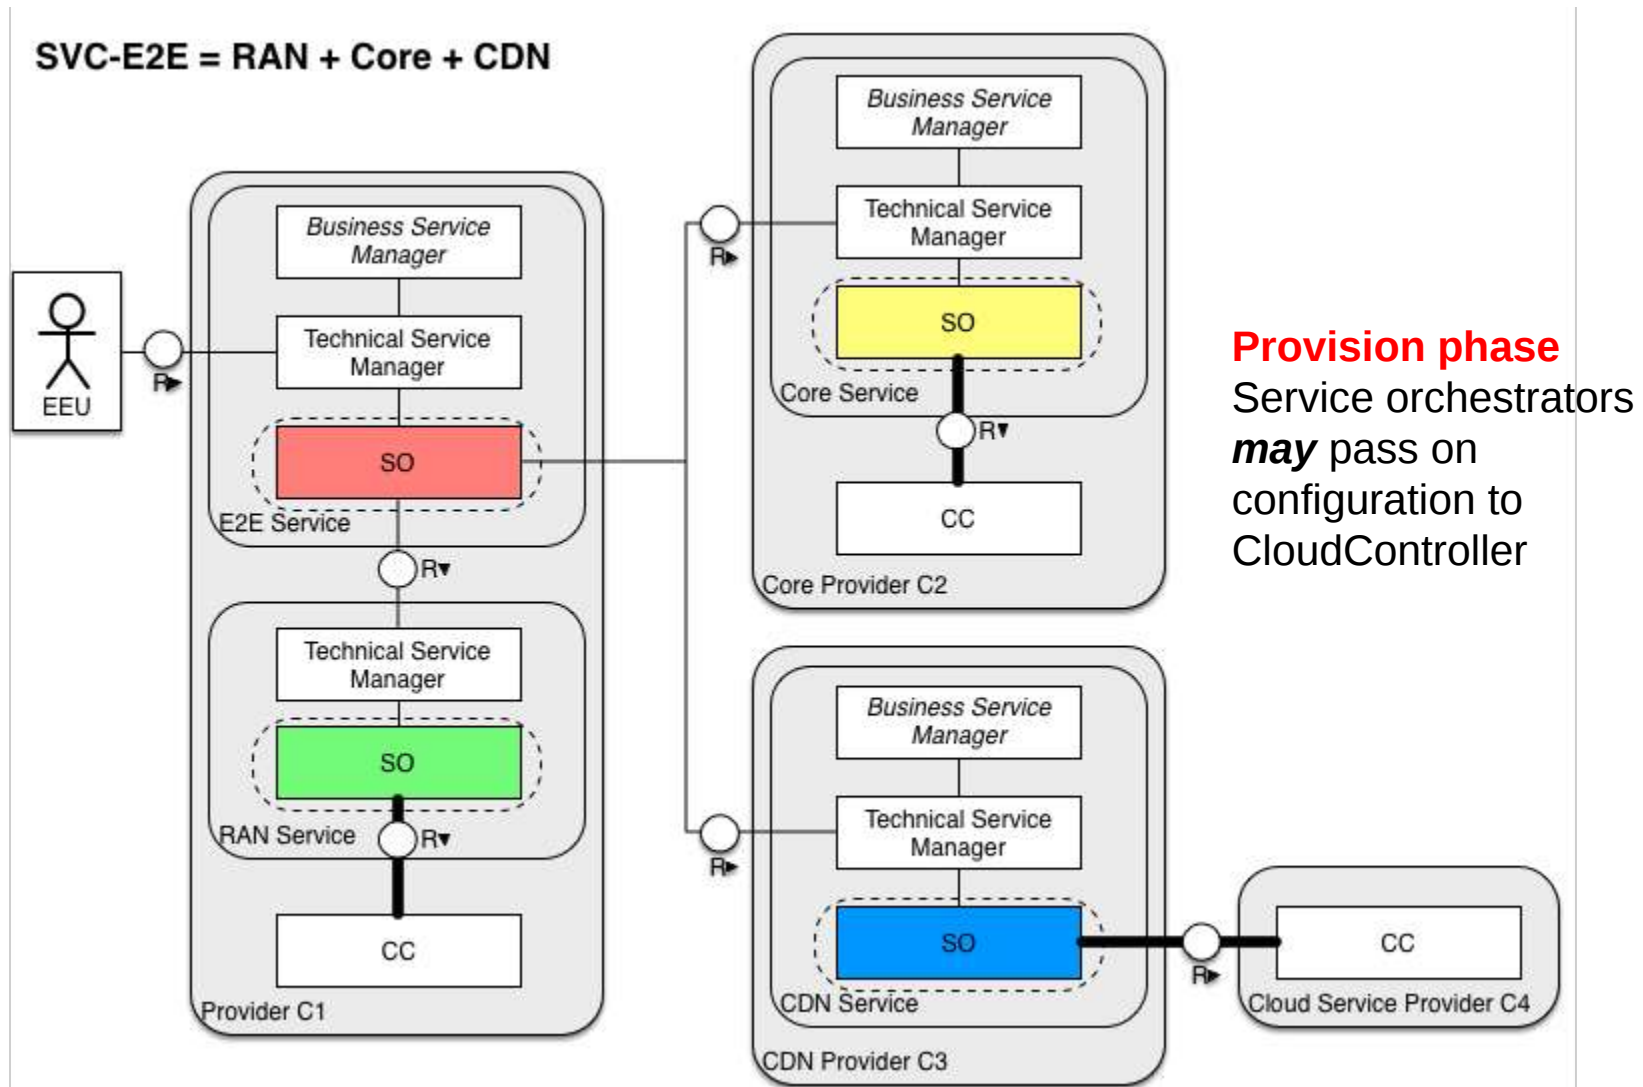 SVC-E2E = RAN + Core + CDN
EEU
R▶
Business Service
Manager
Technical Service
Manager
SO
E2E Service
R▼
Technical Service
Manager
SO
RAN Service
R▼
CC
Provider C1
R▶
Business Service
Manager
Technical Service
Manager
SO
Core Service
R▼
CC
Core Provider C2
R▶
Business Service
Manager
Technical Service
Manager
SO
CDN Service
CDN Provider C3
R▶
CC
Cloud Service Provider C4
Provision phase
Service orchestrators
may pass on
configuration to
CloudController